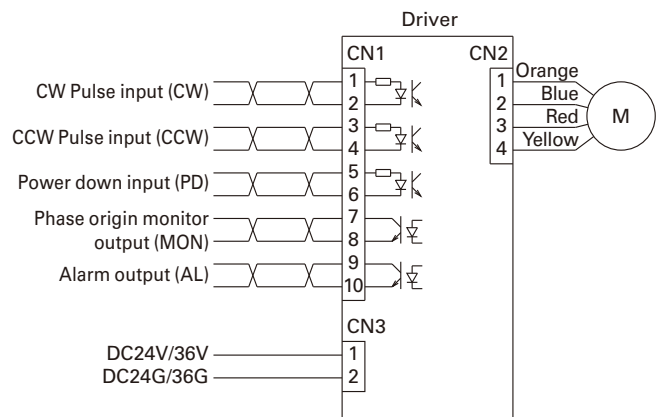 Driver
CN1
CN2
CW Pulse input (CW)
1
2
CCW Pulse input (CCW)
3
4
Power down input (PD)
5
6
Phase origin monitor
output (MON)
7
8
Alarm output (AL)
9
10
1
2
3
4
Orange
Blue
Red
Yellow
M
CN3
DC24V/36V
1
DC24G/36G
2